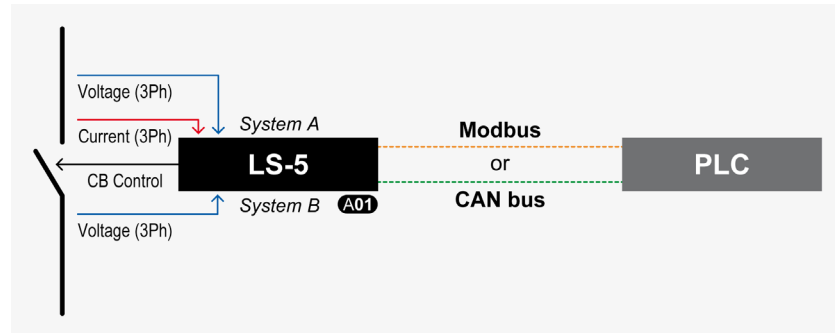 Voltage (3Ph)
Current (3Ph)
System A
CB Control
LS-5
System B
A01
Voltage (3Ph)
Modbus
or
CAN bus
PLC